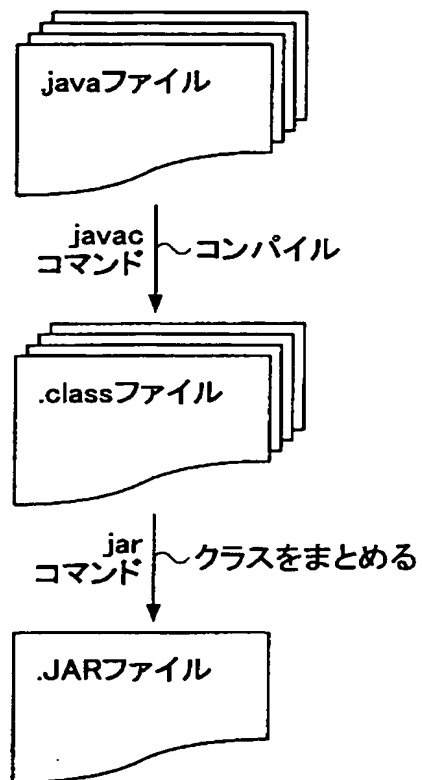 .javaファイル
javac
コマンド
コンパイル
.classファイル
jar
コマンド
クラスをまとめる
.JARファイル